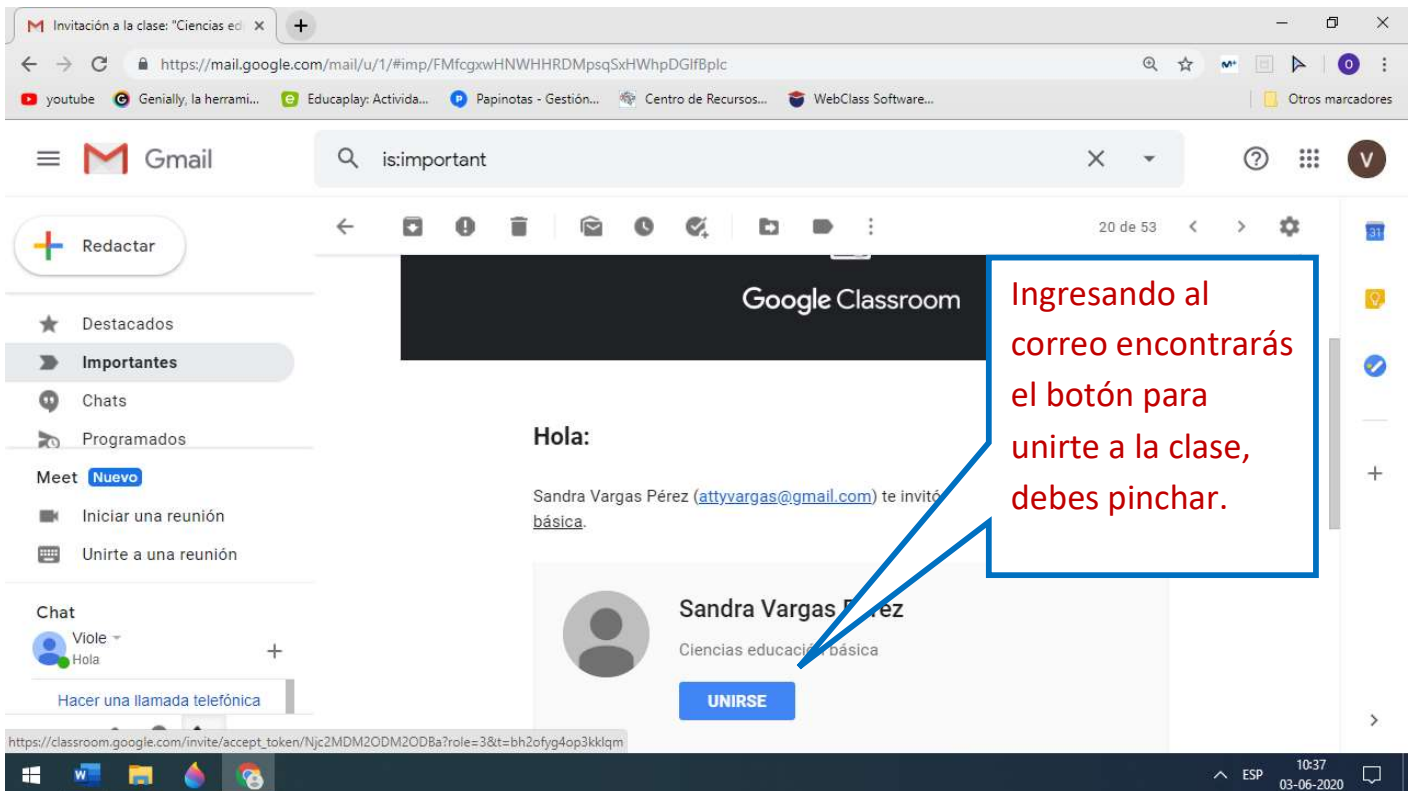 Invitación a la clase: "Ciencias ed
https://mail.google.com/mail/u/1/#imp/FMfcgxwHNWHHRDMpsqSxHWhpDGlfBplc
youtube Genially, la herrami... Educaplay: Activida... Papinotas - Gestión... Centro de Recursos... WebClass Software... Otros marcadores
Gmail
is:important
V
Redactar
20 de 53
31
Destacados
Importantes
Chats
Programados
Meet Nuevo
Iniciar una reunión
Unirte a una reunión
Chat
Viole
Hola
Hacer una llamada telefónica
Google Classroom
Hola:
Sandra Vargas Pérez (attyvargas@gmail.com) te invitó
básica.
Sandra Vargas Pérez
Ciencias educación básica
UNIRSE
Ingresando al
correo encontrarás
el botón para
unirte a la clase,
debes pinchar.
https://classroom.google.com/invite/accept_token/Njc2MDM2ODM2ODBa?role=3&t=bh2ofyg4op3kklqm
ESP
10:37
03-06-2020